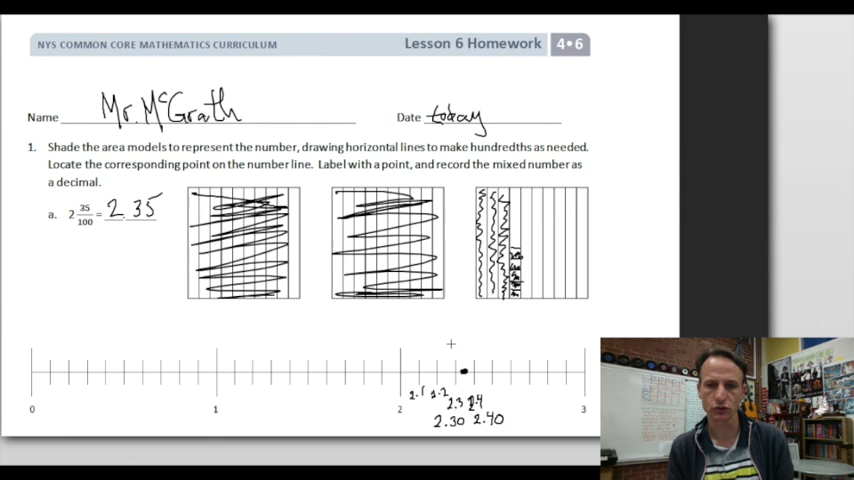 NYS COMMON CORE MATHEMATICS CURRICULUM Lesson 6 Homework 4•6
Name Mr. McGrath Date today
1. Shade the area models to represent the number, drawing horizontal lines to make hundredths as needed.
Locate the corresponding point on the number line. Label with a point, and record the mixed number as
a decimal.
a. 2 35/100 = 2.35
0 1 2 3
2.1 2.2
2.3 2.4
2.30 2.40